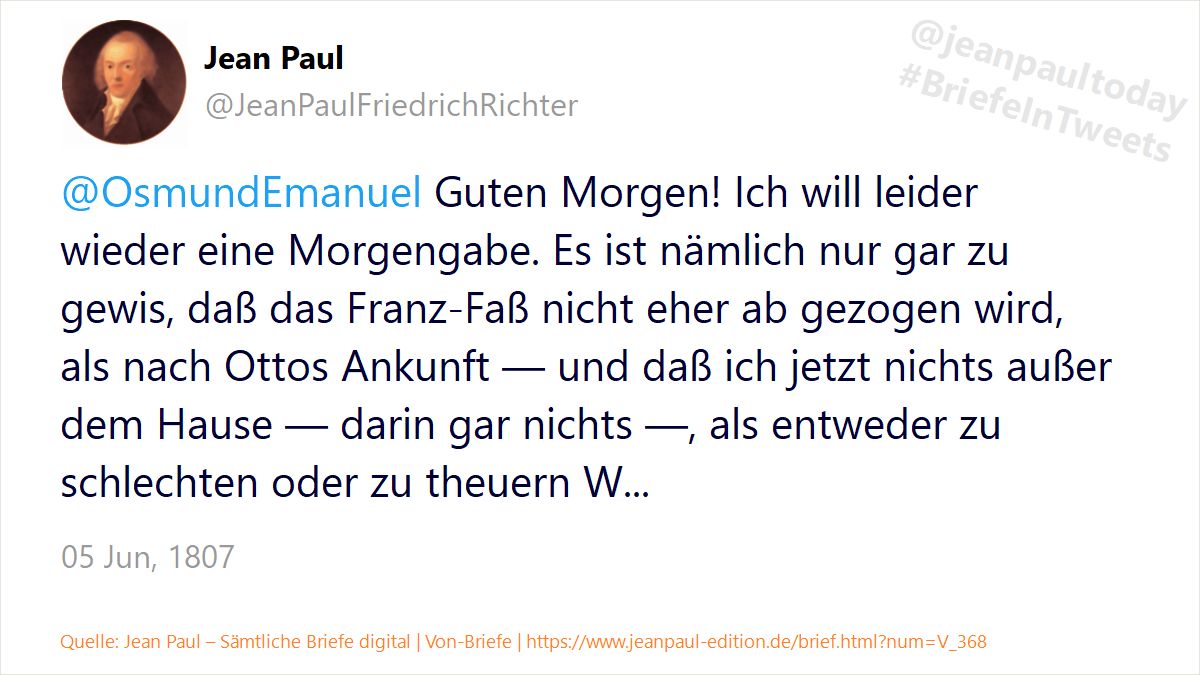 Jean Paul
@JeanPaulFriedrichRichter
@jeanpaultoday
#BriefeInTweets
@OsmundEmanuel Guten Morgen! Ich will leider
wieder eine Morgengabe. Es ist nämlich nur gar zu
gewis, daß das Franz-Faß nicht eher ab gezogen wird,
als nach Ottos Ankunft — und daß ich jetzt nichts außer
dem Hause — darin gar nichts —, als entweder zu
schlechten oder zu theuern W...
05 Jun, 1807
Quelle: Jean Paul – Sämtliche Briefe digital | Von-Briefe | https://www.jeanpaul-edition.de/brief.html?num=V_368